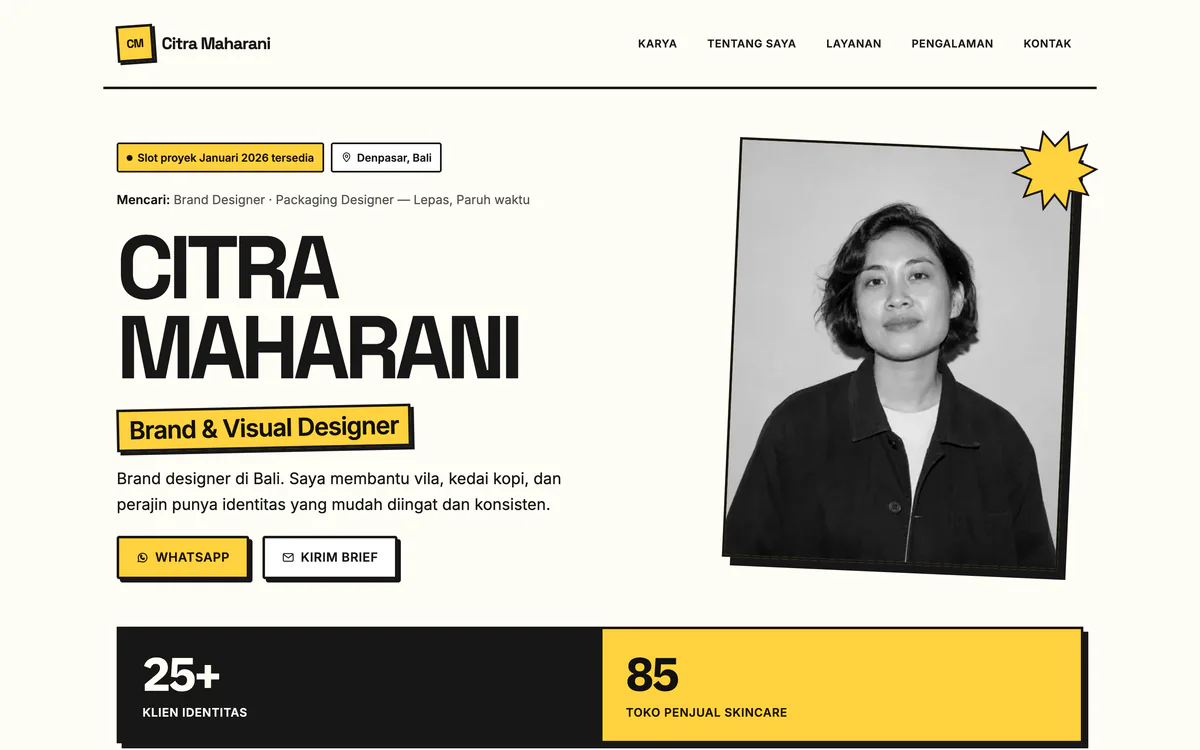 CM
Citra Maharani
KARYA
TENTANG SAYA
LAYANAN
PENGALAMAN
KONTAK
Slot proyek Januari 2026 tersedia
Denpasar, Bali
Mencari: Brand Designer · Packaging Designer — Lepas, Paruh waktu
CITRA
MAHARANI
Brand & Visual Designer
Brand designer di Bali. Saya membantu vila, kedai kopi, dan
perajin punya identitas yang mudah diingat dan konsisten.
WHATSAPP
KIRIM BRIEF
25+
KLIEN IDENTITAS
85
TOKO PENJUAL SKINCARE